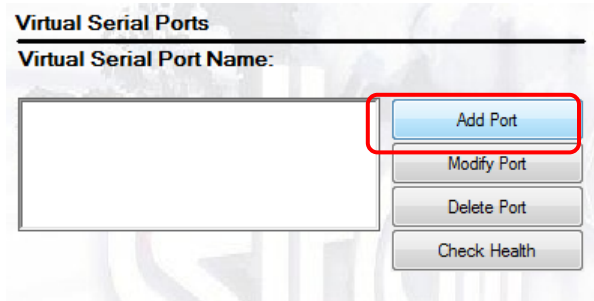 Virtual Serial Ports
Virtual Serial Port Name:
Add Port
Modify Port
Delete Port
Check Health